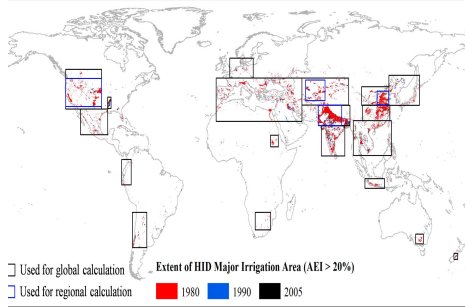 Used for global calculation
Used for regional calculation
Extent of HID Major Irrigation Area (AEI > 20%)
1980
1990
2005